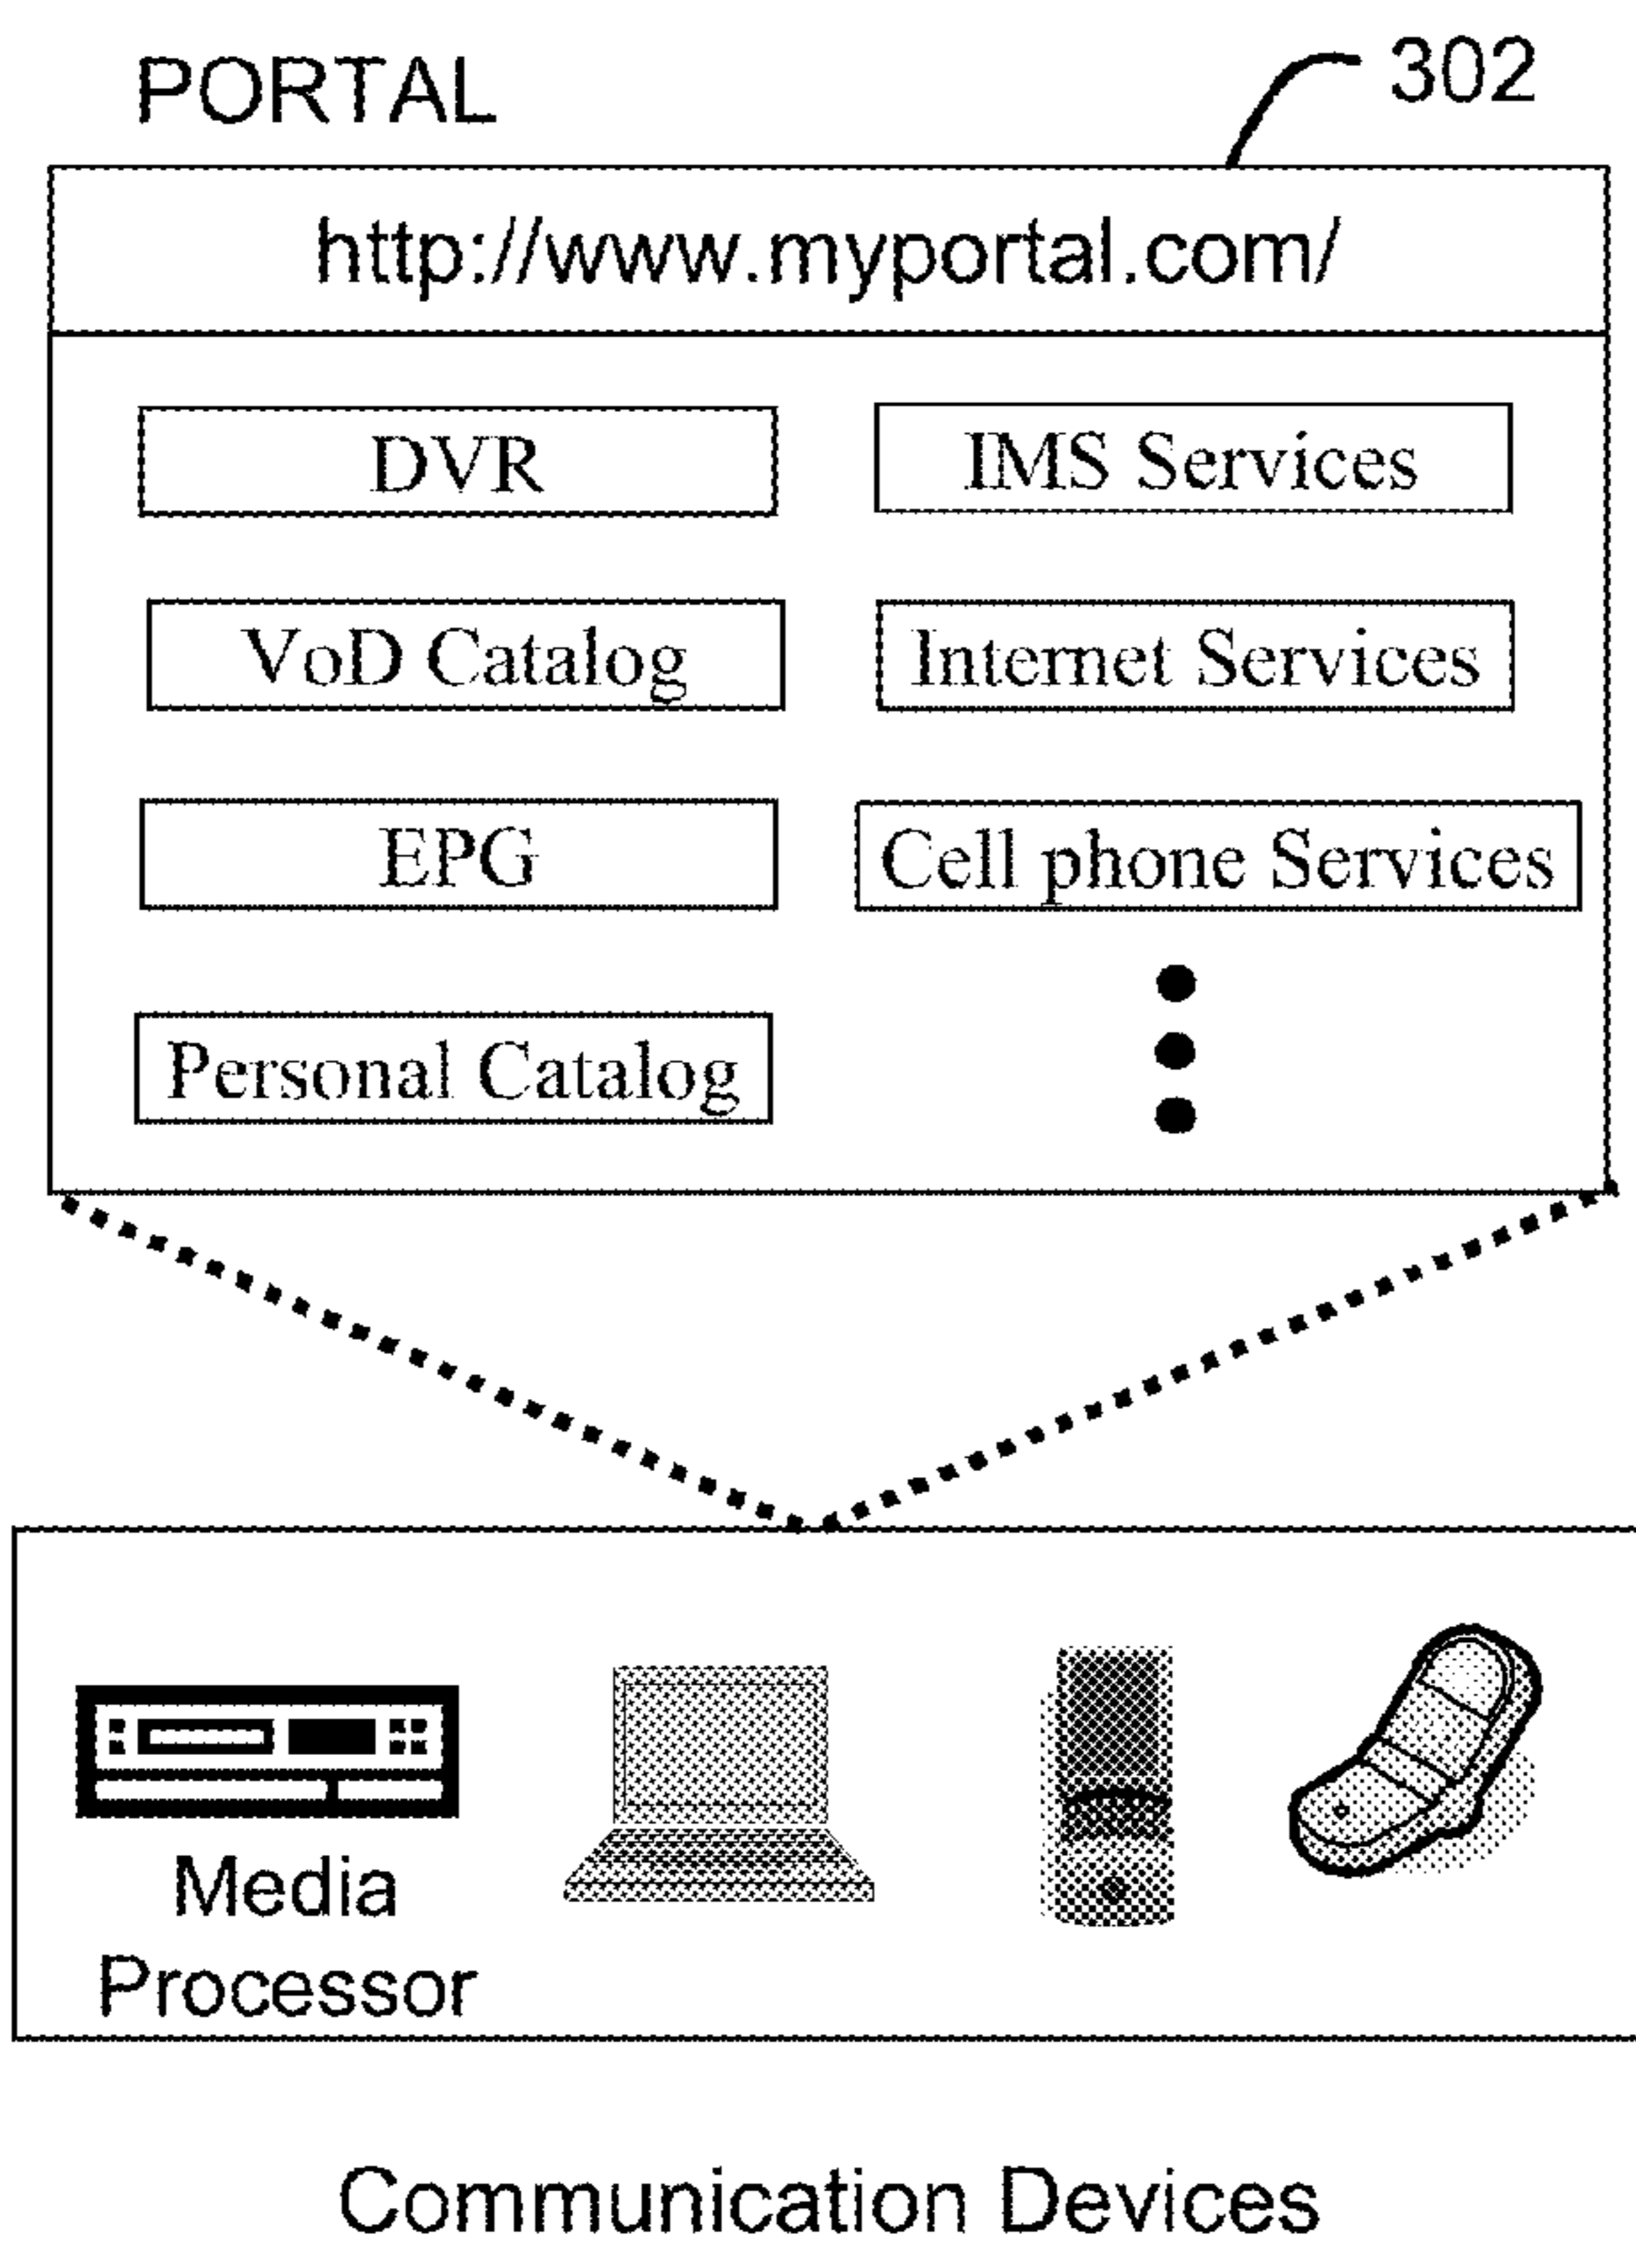 PORTAL
302
http://www.myportal.com/
DVR
IMS Services
VoD Catalog
Internet Services
EPG
Cell phone Services
Personal Catalog
Media
Processor
Communication Devices